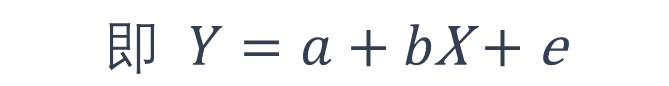 即 Y = a + bX + e